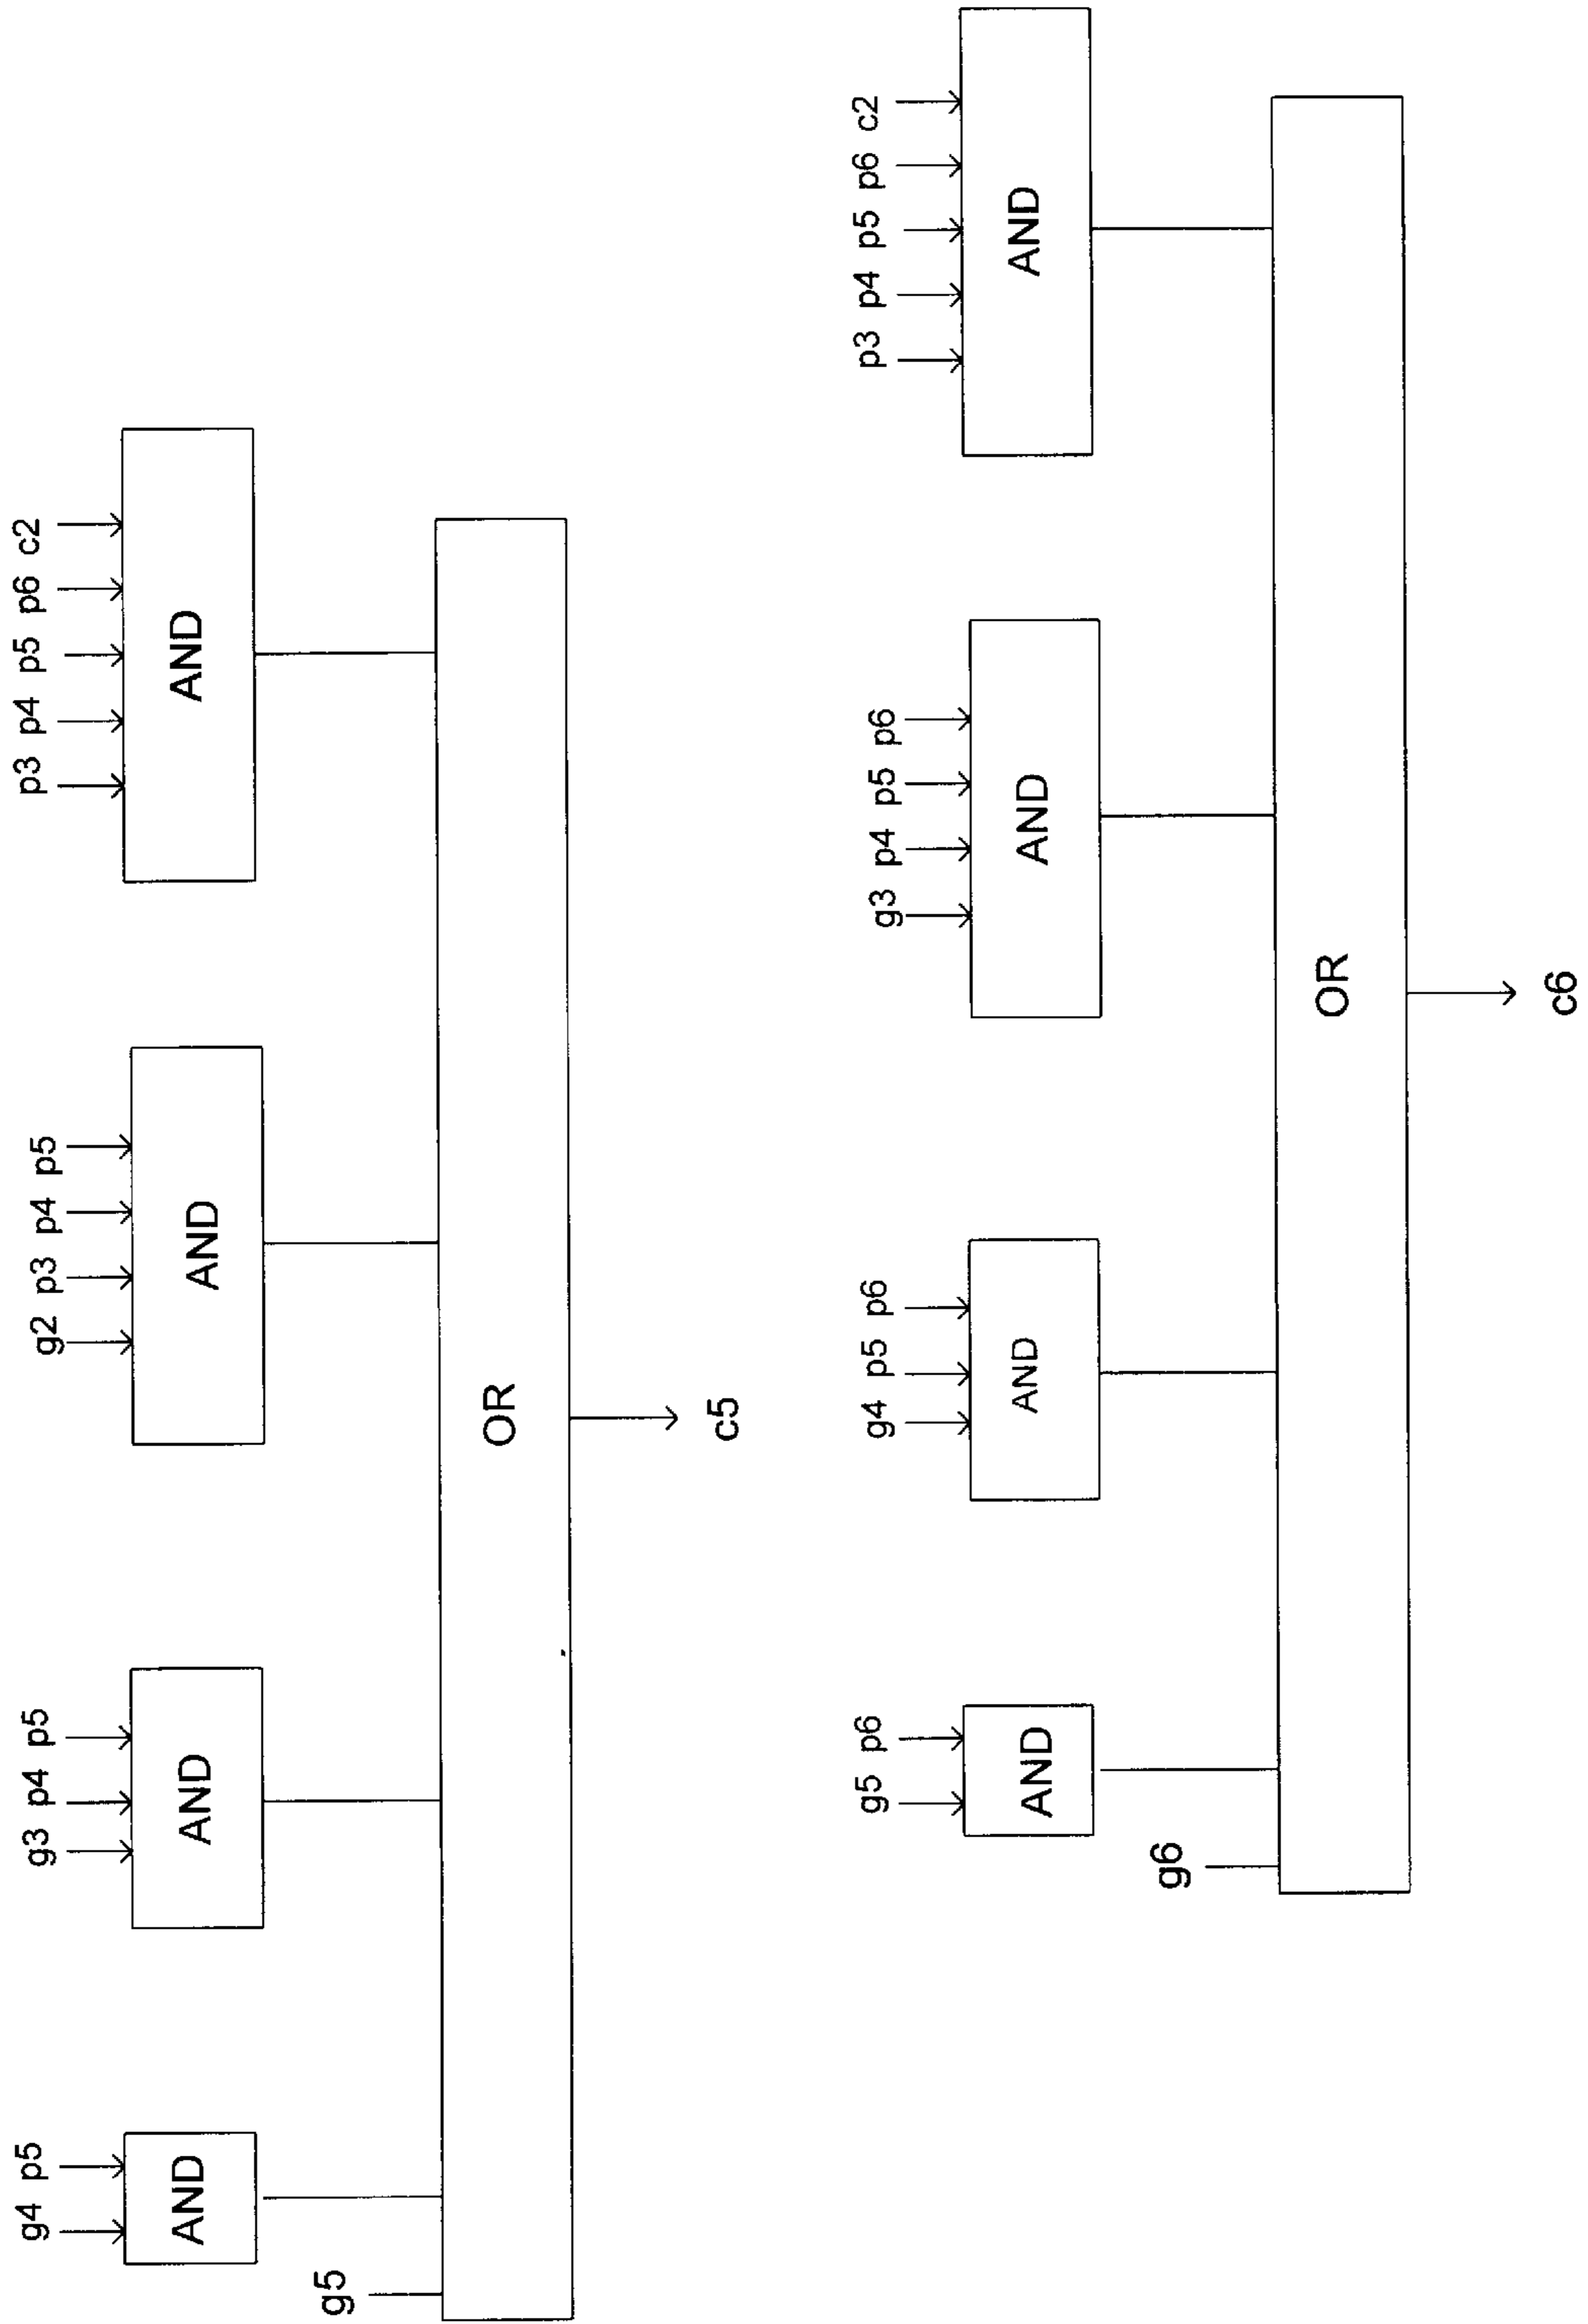 g4 p5
g3 p4 p5
g2 p3 p4 p5
p3 p4 p5 p6 c2
AND
AND
AND
AND
g5
OR
c5
g5 p6
g4 p5 p6
g3 p4 p5 p6
p3 p4 p5 p6 c2
AND
AND
AND
AND
g6
OR
c6